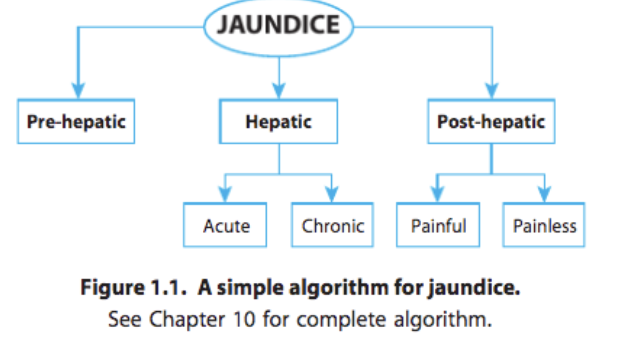 JAUNDICE
Pre-hepatic
Hepatic
Post-hepatic
Acute
Chronic
Painful
Painless
Figure 1.1. A simple algorithm for jaundice.
See Chapter 10 for complete algorithm.